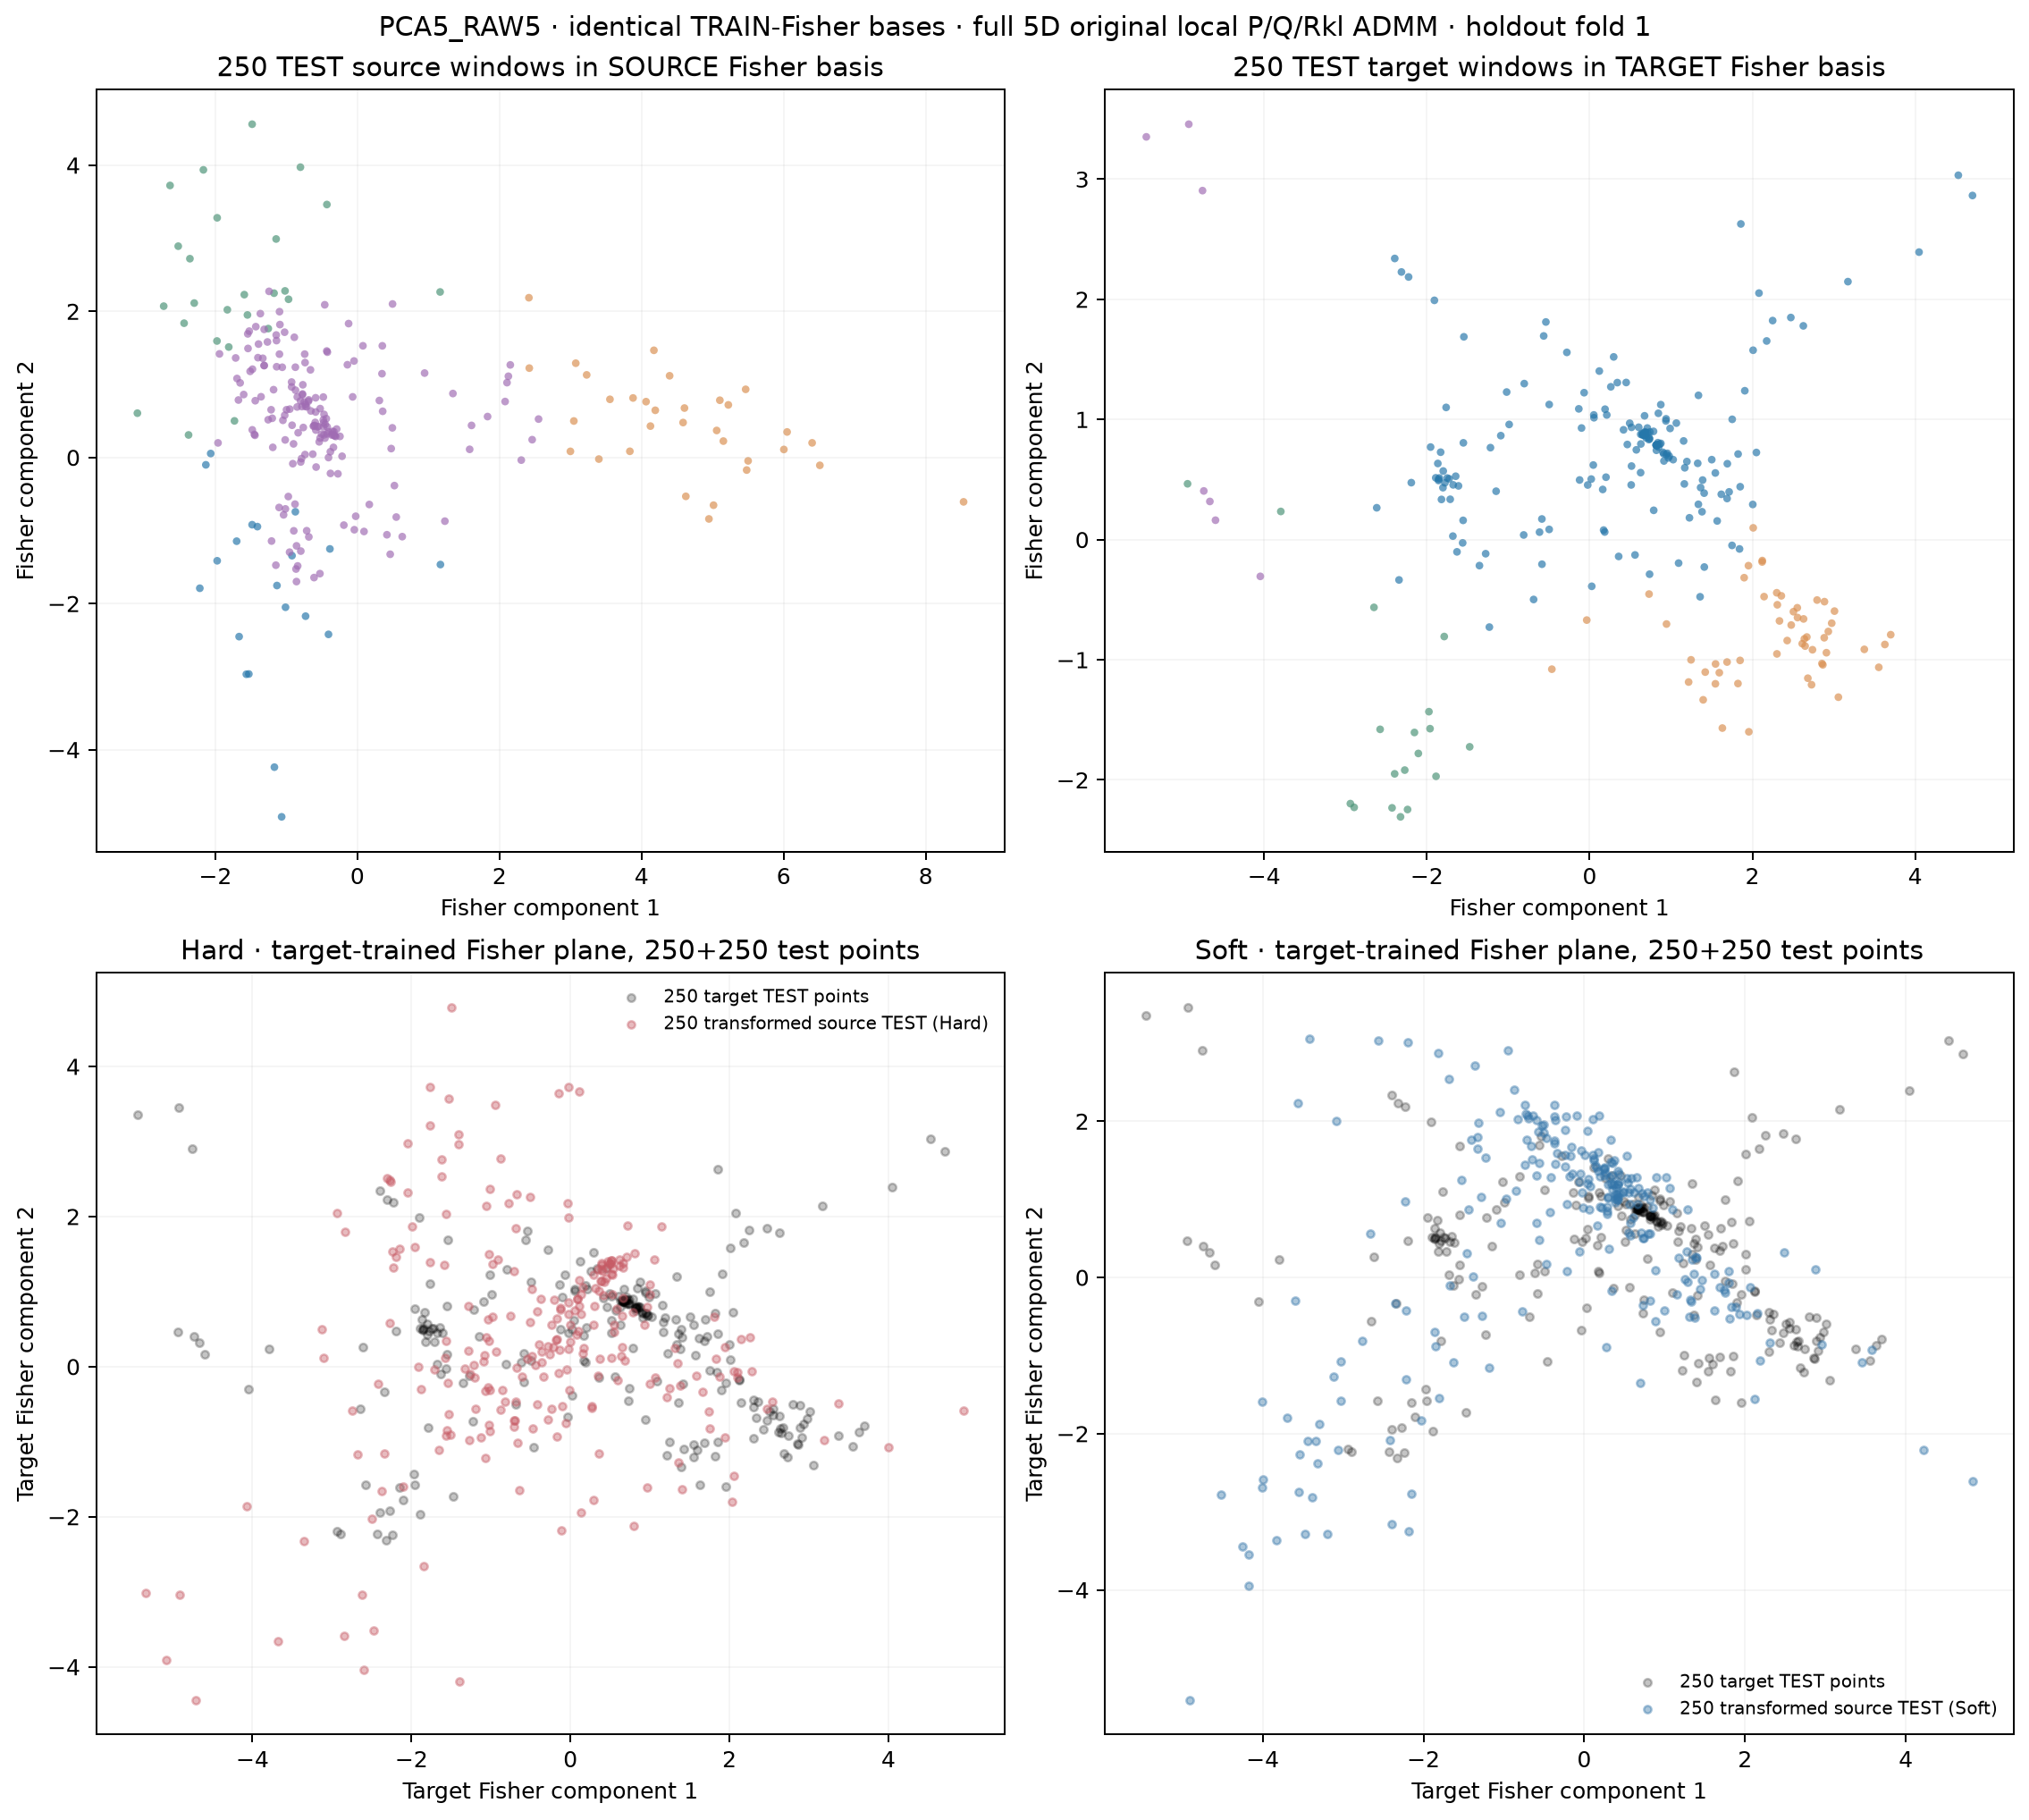 PCA5_RAW5 · identical TRAIN-Fisher bases · full 5D original local P/Q/Rkl ADMM · holdout fold 1
250 TEST source windows in SOURCE Fisher basis
4
2
0
−2
−4
Fisher component 2
−2 0 2 4 6 8
Fisher component 1
250 TEST target windows in TARGET Fisher basis
3
2
1
0
−1
−2
Fisher component 2
−4 −2 0 2 4
Fisher component 1
Hard · target-trained Fisher plane, 250+250 test points
250 target TEST points
250 transformed source TEST (Hard)
4
2
0
−2
−4
Target Fisher component 2
−4 −2 0 2 4
Target Fisher component 1
Soft · target-trained Fisher plane, 250+250 test points
2
0
−2
−4
Target Fisher component 2
250 target TEST points
250 transformed source TEST (Soft)
−4 −2 0 2 4
Target Fisher component 1